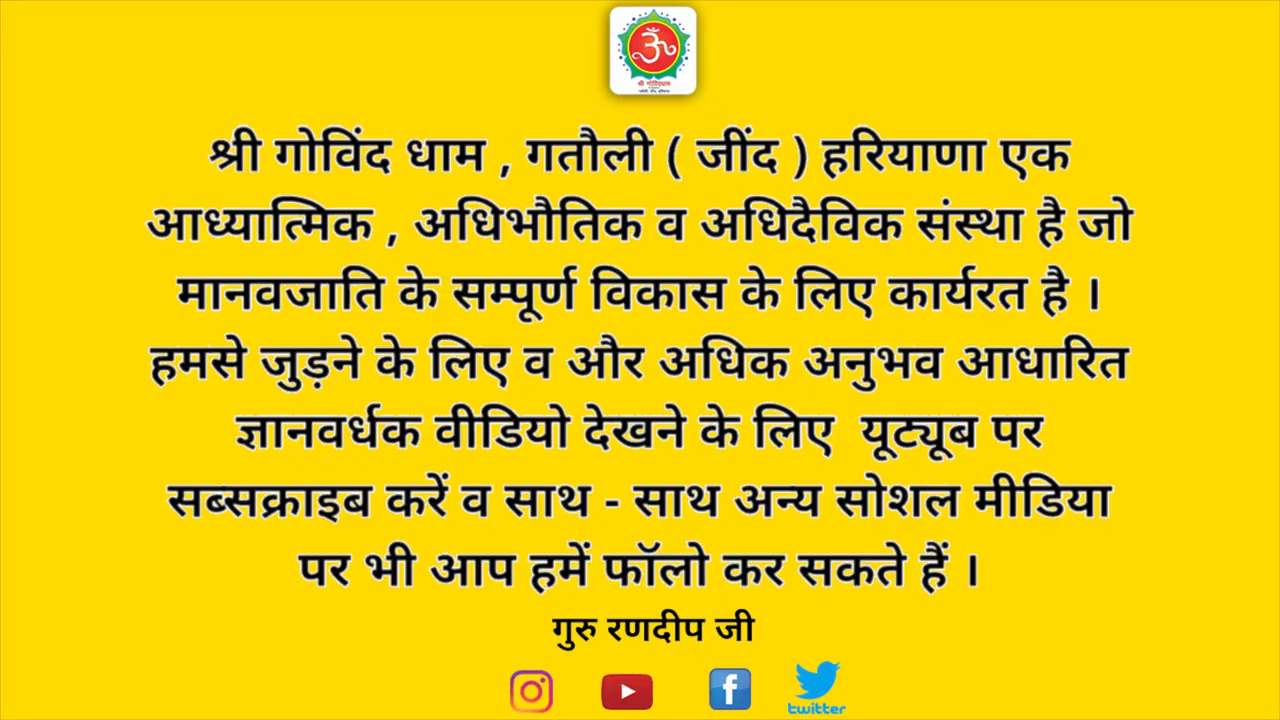 ॐ
श्री गोविंदधाम
श्री गोविंद धाम , गतौली ( जींद ) हरियाणा एक
आध्यात्मिक , अधिभौतिक व अधिदैविक संस्था है जो
मानवजाति के सम्पूर्ण विकास के लिए कार्यरत है ।
हमसे जुड़ने के लिए व और अधिक अनुभव आधारित
ज्ञानवर्धक वीडियो देखने के लिए यूट्यूब पर
सब्सक्राइब करें व साथ - साथ अन्य सोशल मीडिया
पर भी आप हमें फॉलो कर सकते हैं ।
गुरु रणदीप जी
f
twitter